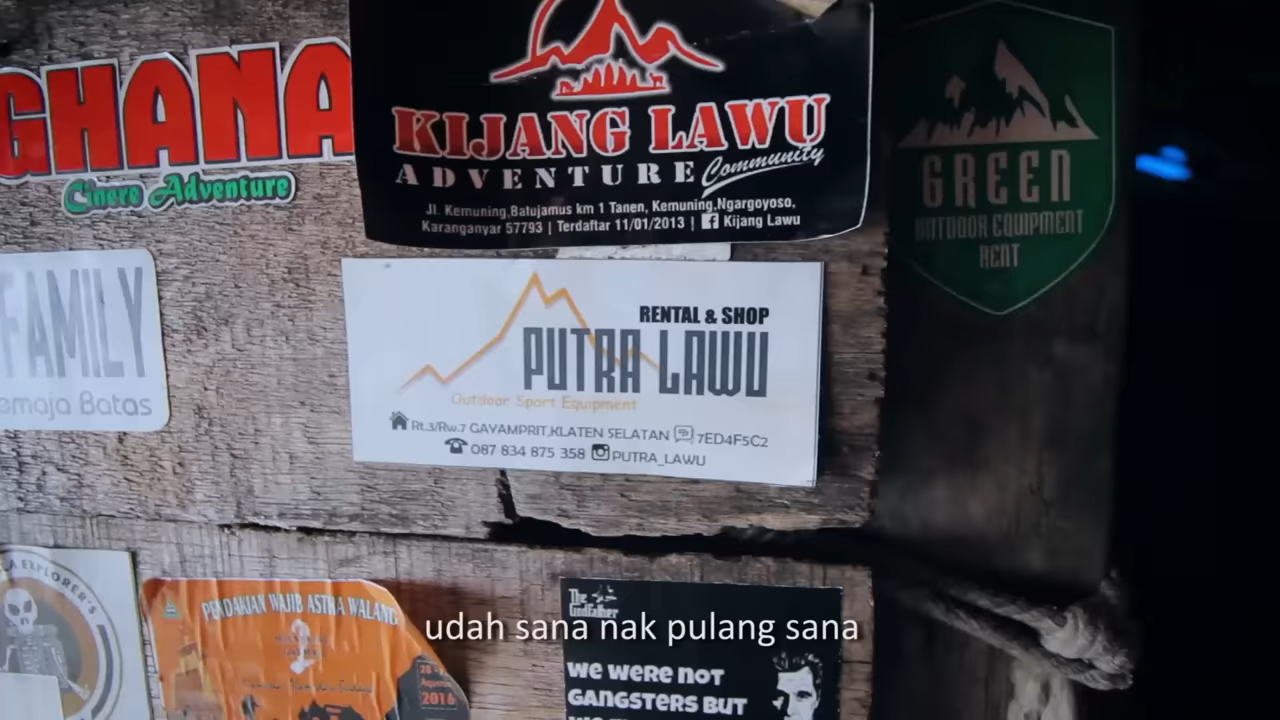 GHANA
Cinere Adventure
KIJANG LAWU
ADVENTURE Community
Jl. Kemuning,Batujamus km 1 Tanen, Kemuning,Ngargoyoso,
Karanganyar 57793 | Terdaftar 11/01/2013 | Kijang Lawu
GREEN
OUTDOOR EQUIPMENT
RENT
FAMILY
emaja Batas
RENTAL & SHOP
PUTRA LAWU
Outdoor Sport Equipment
Rt.3/Rw.7 GAYAMPRIT,KLATEN SELATAN 7ED4F5C2
087 834 875 358 PUTRA_LAWU
A EXPLORER'S
PENDAKIAN WAJIB ASTHA WALANG
2016
The Godfather
WE WERE NOT
GANGSTERS BUT
udah sana nak pulang sana